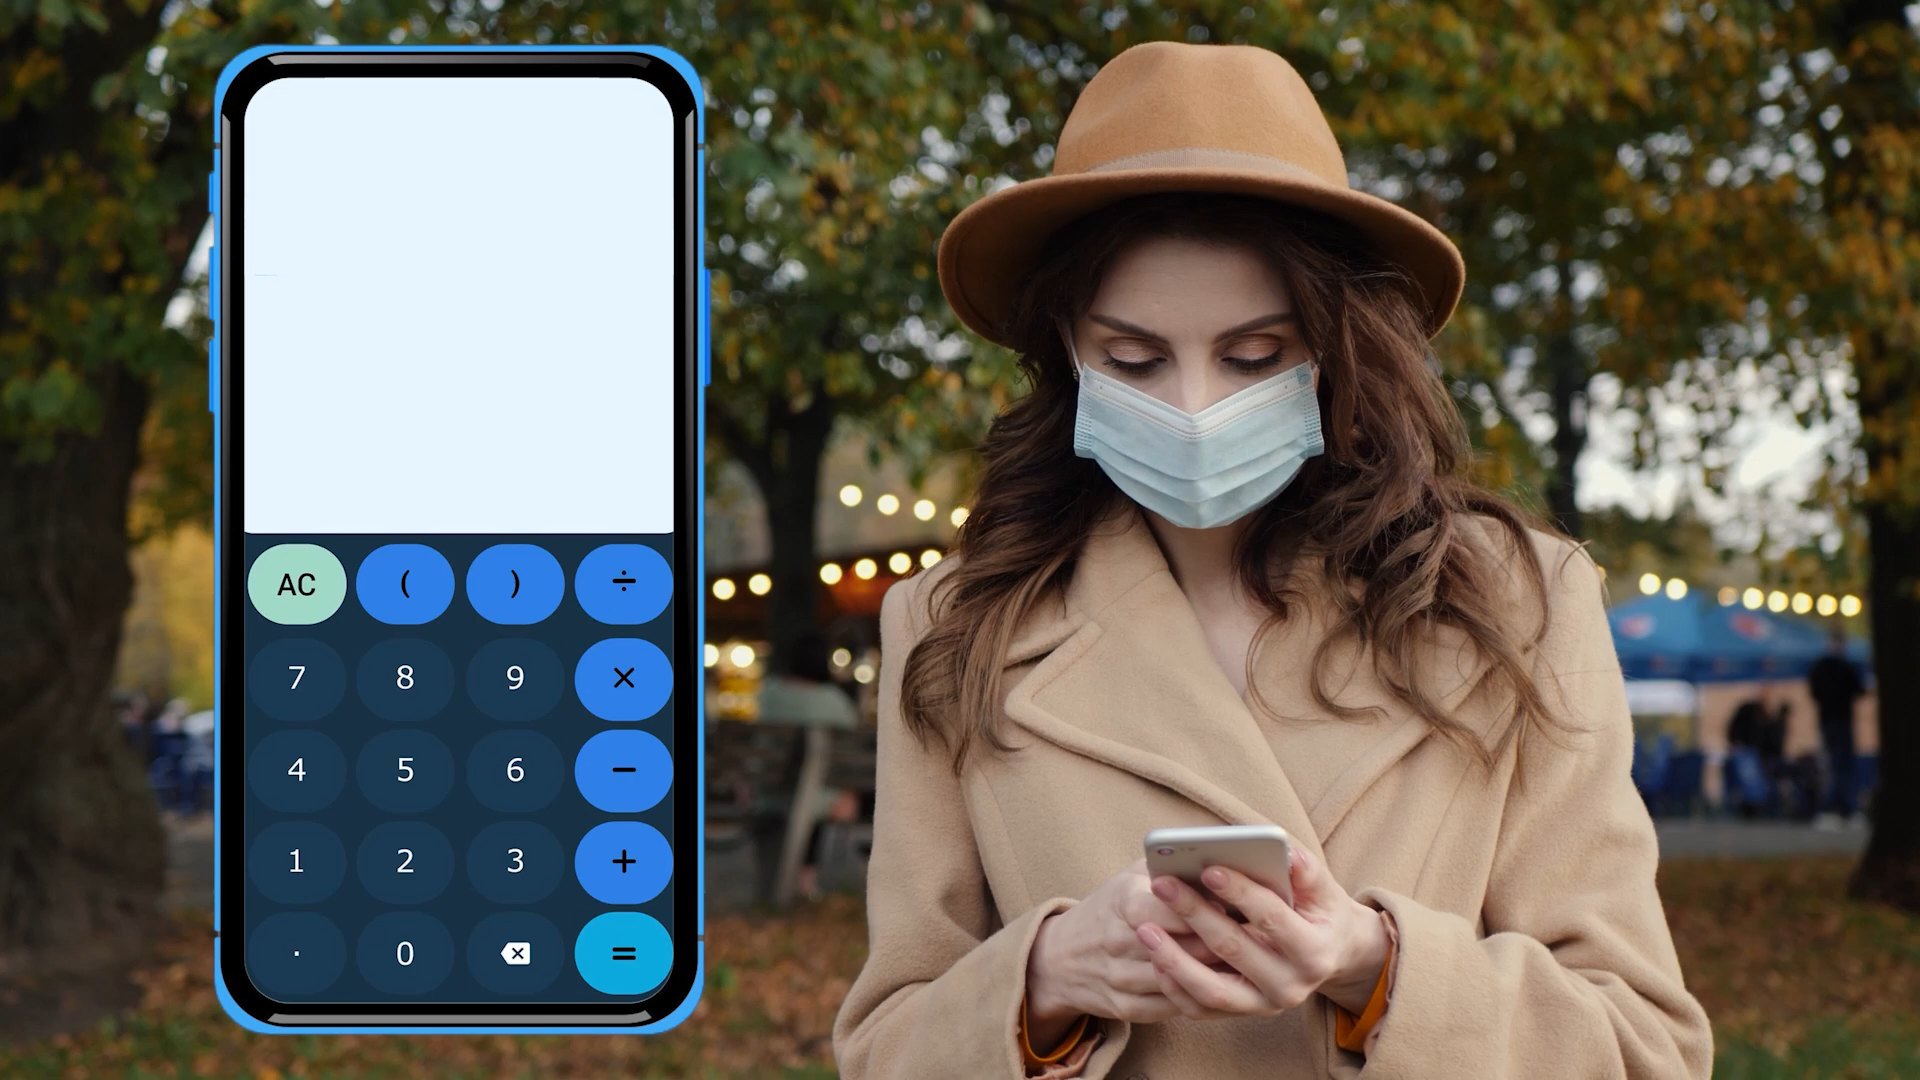 AC ( ) ÷
7 8 9 ×
4 5 6 −
1 2 3 +
. 0 =